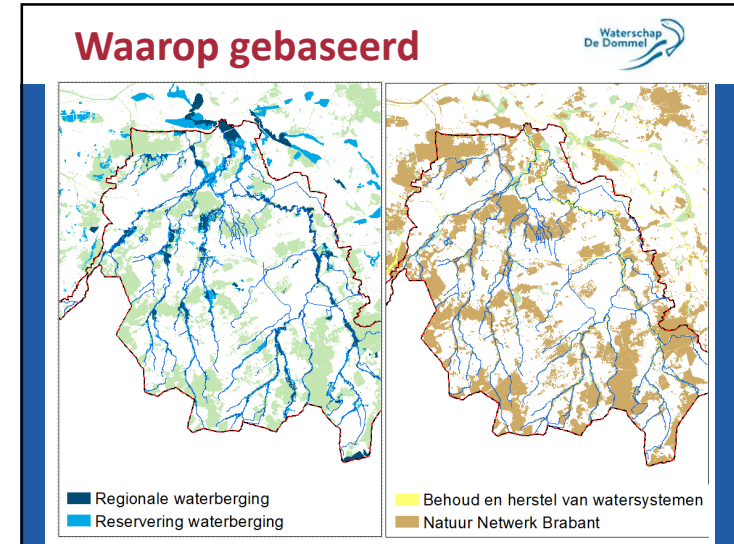 Waarop gebaseerd
Waterschap
De Dommel
Regionale waterberging
Reservering waterberging
Behoud en herstel van watersystemen
Natuur Netwerk Brabant